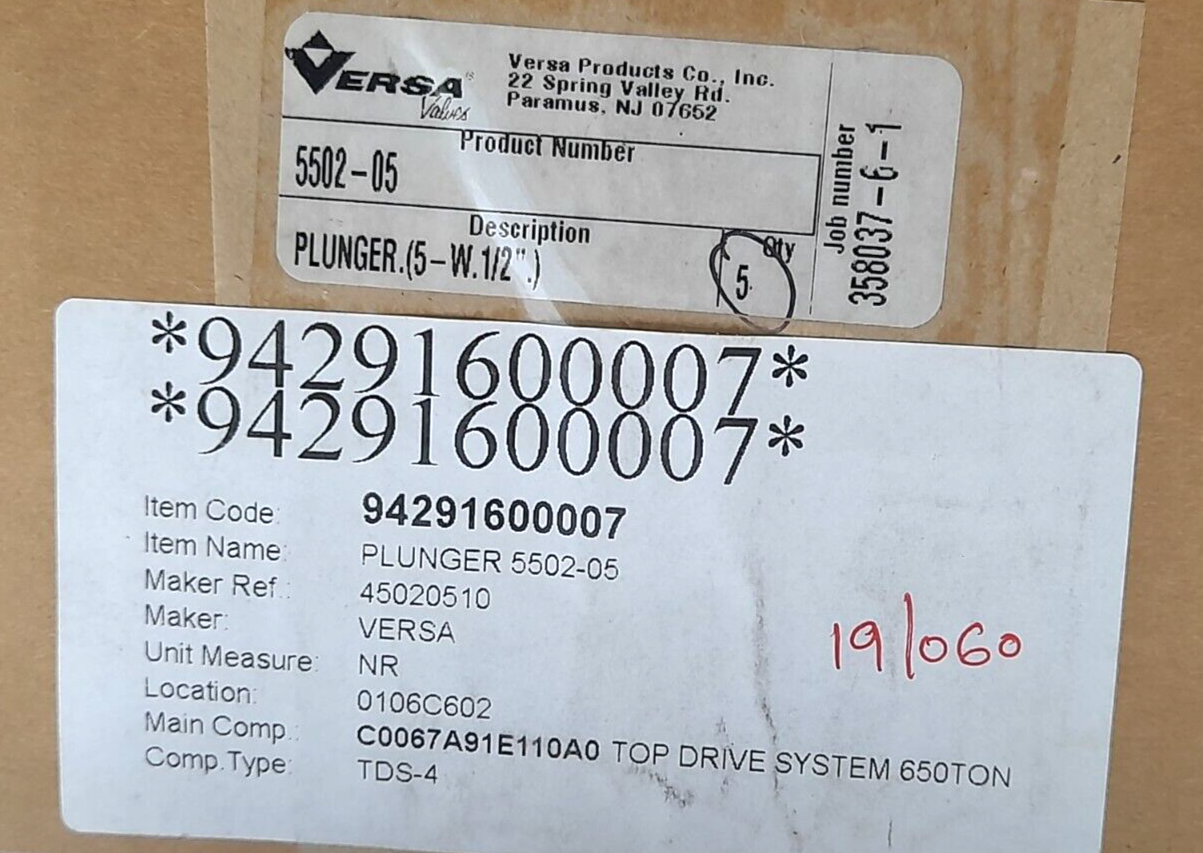 VERSA
Valves
Versa Products Co., Inc.
22 Spring Valley Rd.
Paramus, NJ 07652
Product Number
5502-05
Description
PLUNGER.(5-W.1/2".)
Qty
5
Job number
358037-6-1
*94291600007*
*94291600007*
Item Code: 94291600007
Item Name: PLUNGER 5502-05
Maker Ref.: 45020510
Maker: VERSA
Unit Measure: NR
Location: 0106C602
Main Comp.: C0067A91E110A0 TOP DRIVE SYSTEM 650TON
Comp.Type: TDS-4
19/060